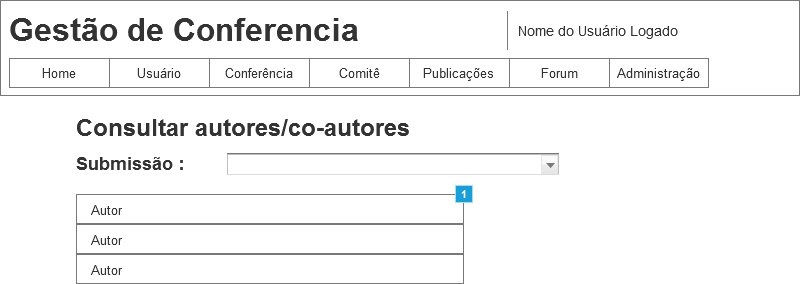 Gestão de Conferencia
Nome do Usuário Logado
Home
Usuário
Conferência
Comitê
Publicações
Forum
Administração
Consultar autores/co-autores
Submissão :
1
Autor
Autor
Autor